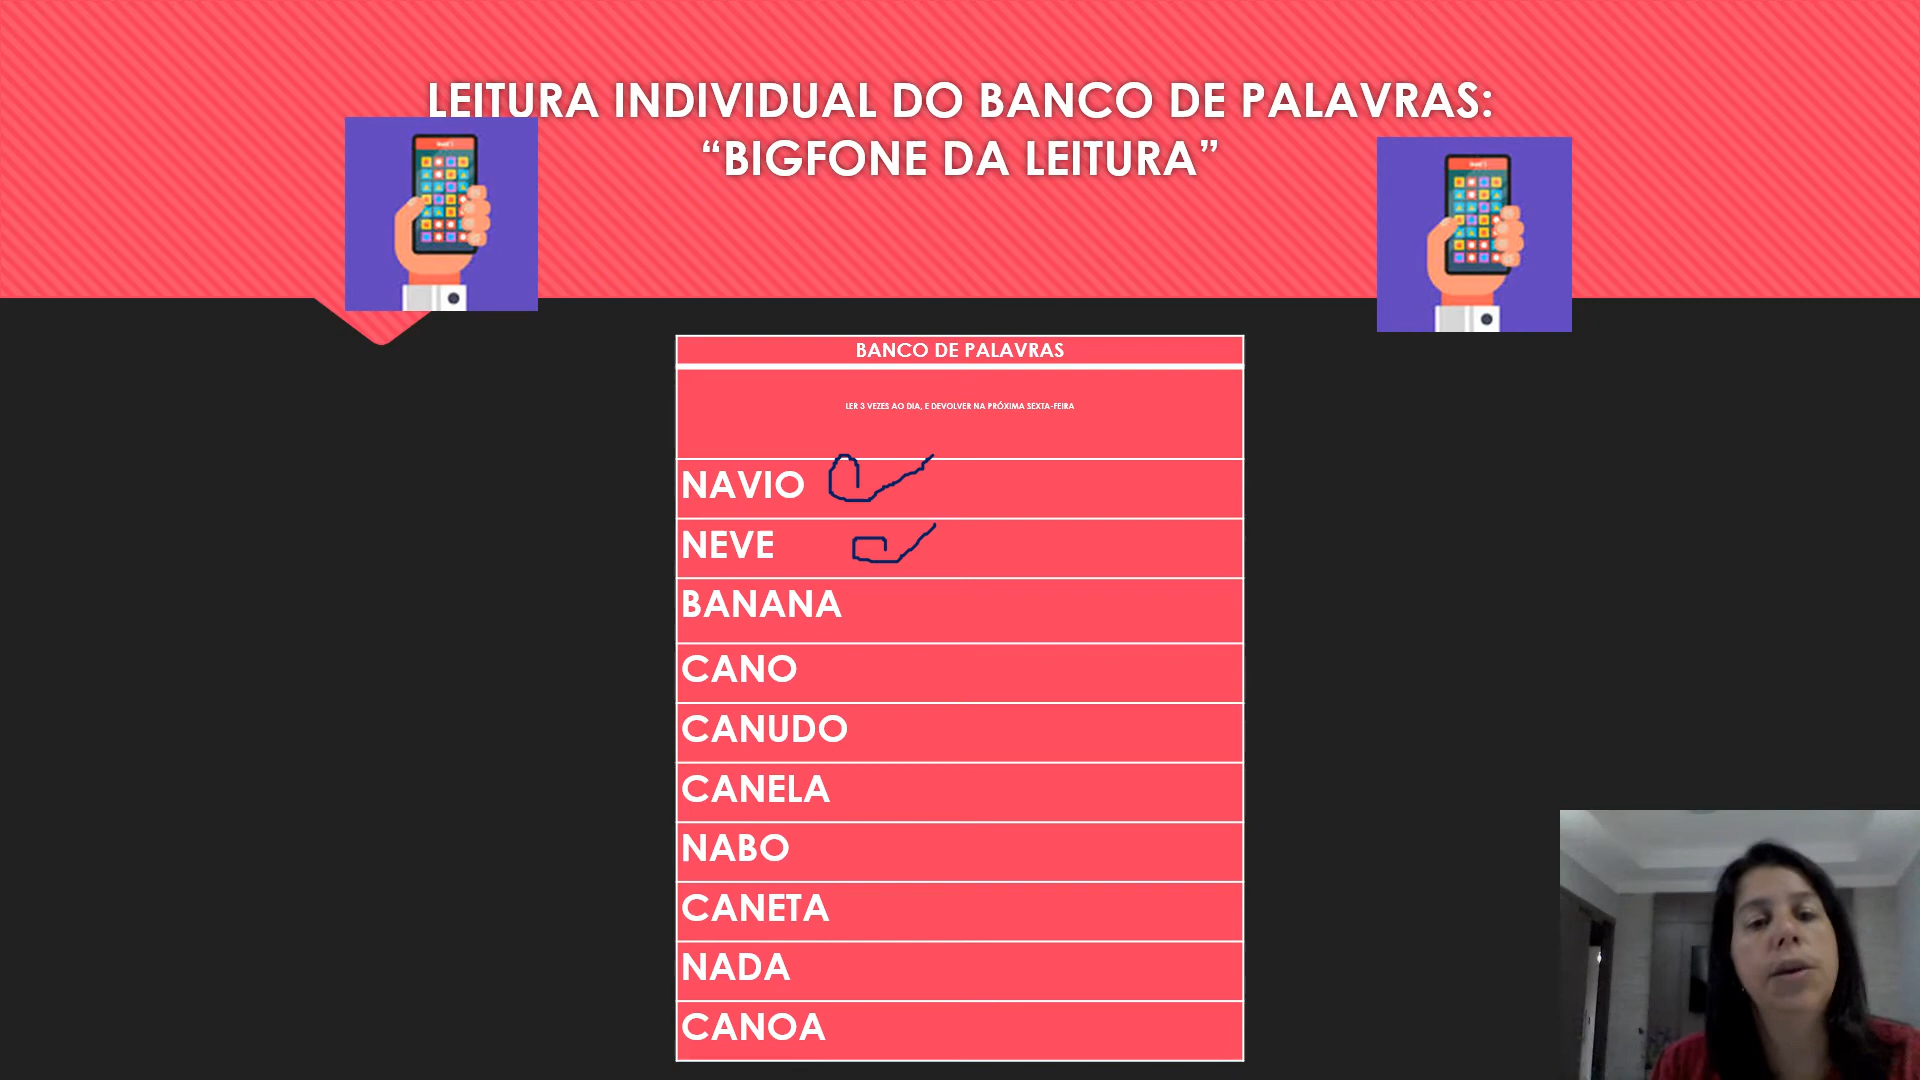 LEITURA INDIVIDUAL DO BANCO DE PALAVRAS:
“BIGFONE DA LEITURA”
BANCO DE PALAVRAS
LER 3 VEZES AO DIA, E DEVOLVER NA PRÓXIMA SEXTA-FEIRA
NAVIO
NEVE
BANANA
CANO
CANUDO
CANELA
NABO
CANETA
NADA
CANOA